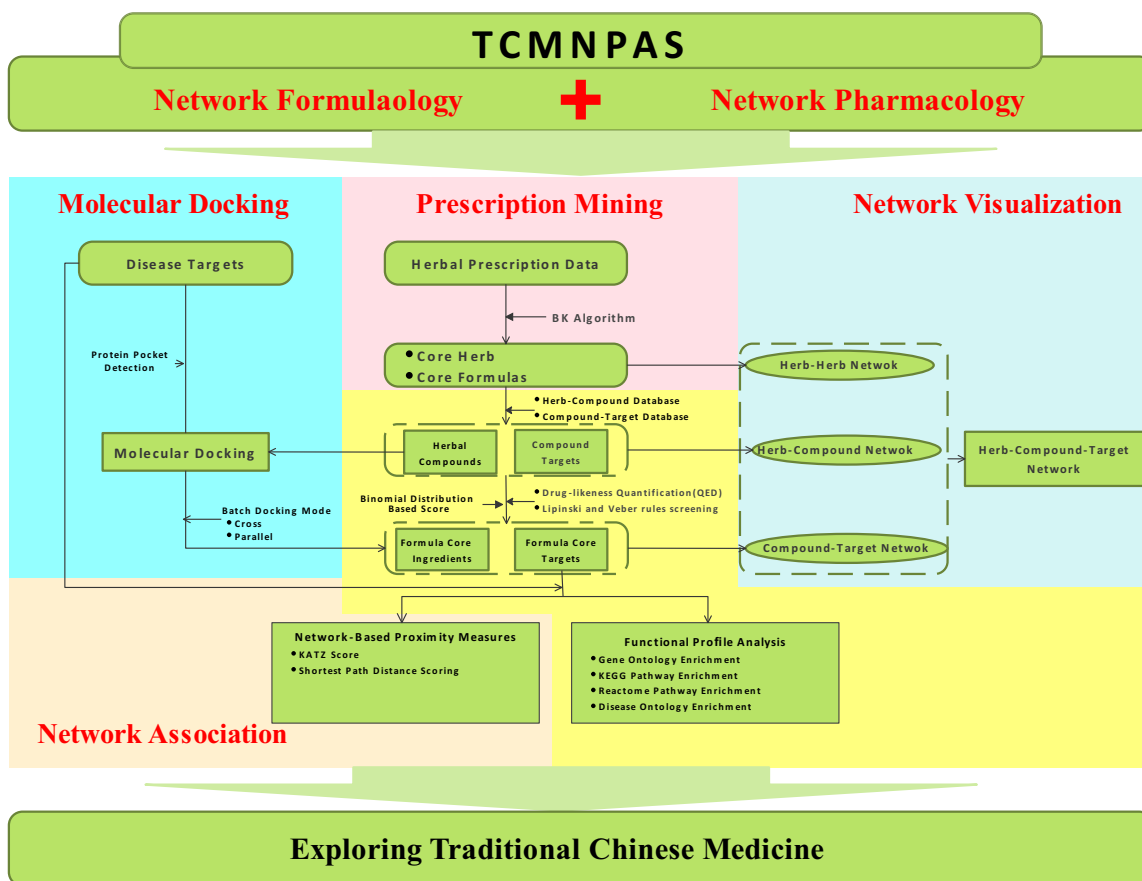 TCMNPAS
Network Formulaology
Network Pharmacology
Molecular Docking
Prescription Mining
Network Visualization
Disease Targets
Herbal Prescription Data
BK Algorithm
Protein Pocket
Detection
• Core Herb
• Core Formulas
Herb-Herb Netwok
• Herb-Compound Database
• Compound-Target Database
Molecular Docking
Herbal
Compounds
Compound
Targets
Herb-Compound Netwok
Herb-Compound-Target
Network
Binomial Distribution
Based Score
• Drug-likeness Quantification(QED)
• Lipinski and Veber rules screening
Batch Docking Mode
• Cross
• Parallel
Formula Core
Ingredients
Formula Core
Targets
Compound-Target Netwok
Network-Based Proximity Measures
• KATZ Score
• Shortest Path Distance Scoring
Functional Profile Analysis
• Gene Ontology Enrichment
• KEGG Pathway Enrichment
• Reactome Pathway Enrichment
• Disease Ontology Enrichment
Network Association
Exploring Traditional Chinese Medicine